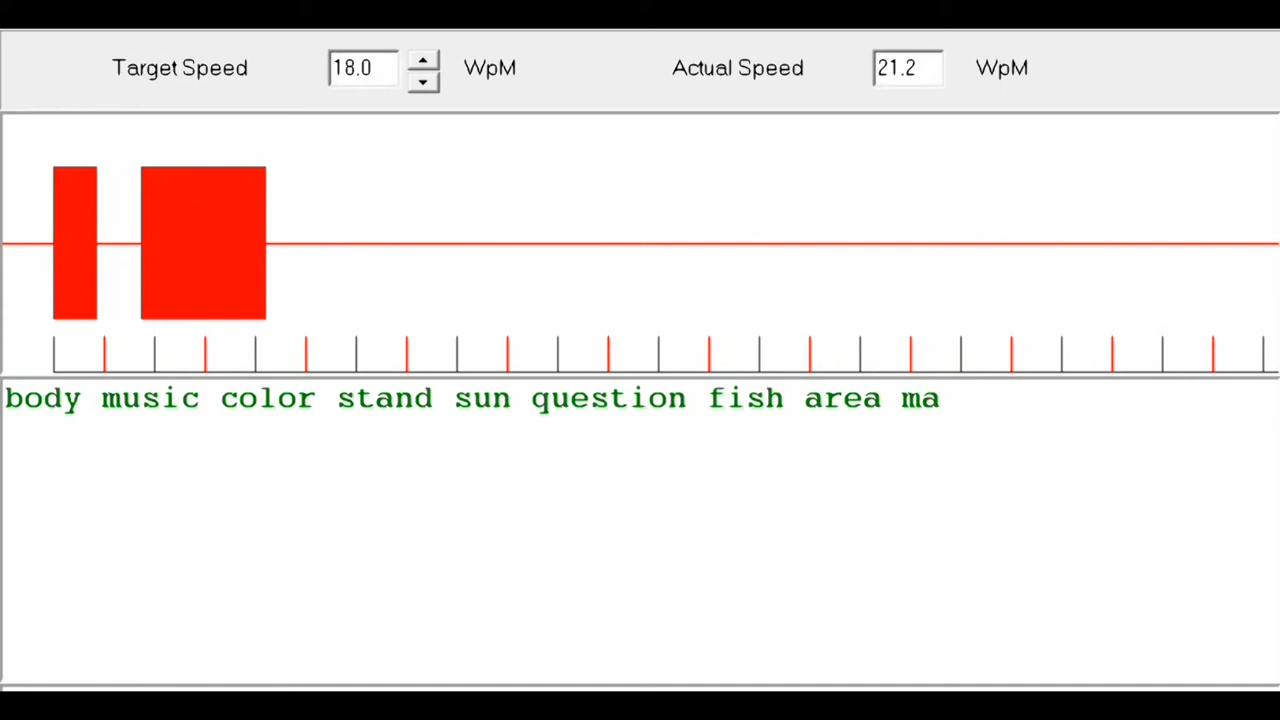 Target Speed 18.0 WpM Actual Speed 21.2 WpM
body music color stand sun question fish area ma